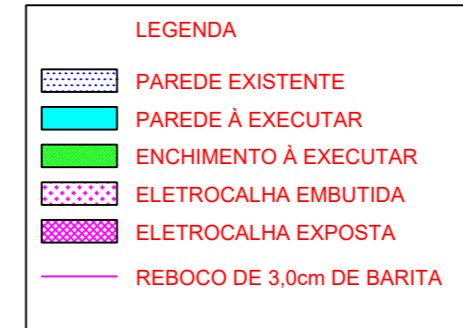 LEGENDA
PAREDE EXISTENTE
PAREDE À EXECUTAR
ENCHIMENTO À EXECUTAR
ELETROCALHA EMBUTIDA
ELETROCALHA EXPOSTA
REBOCO DE 3,0cm DE BARITA